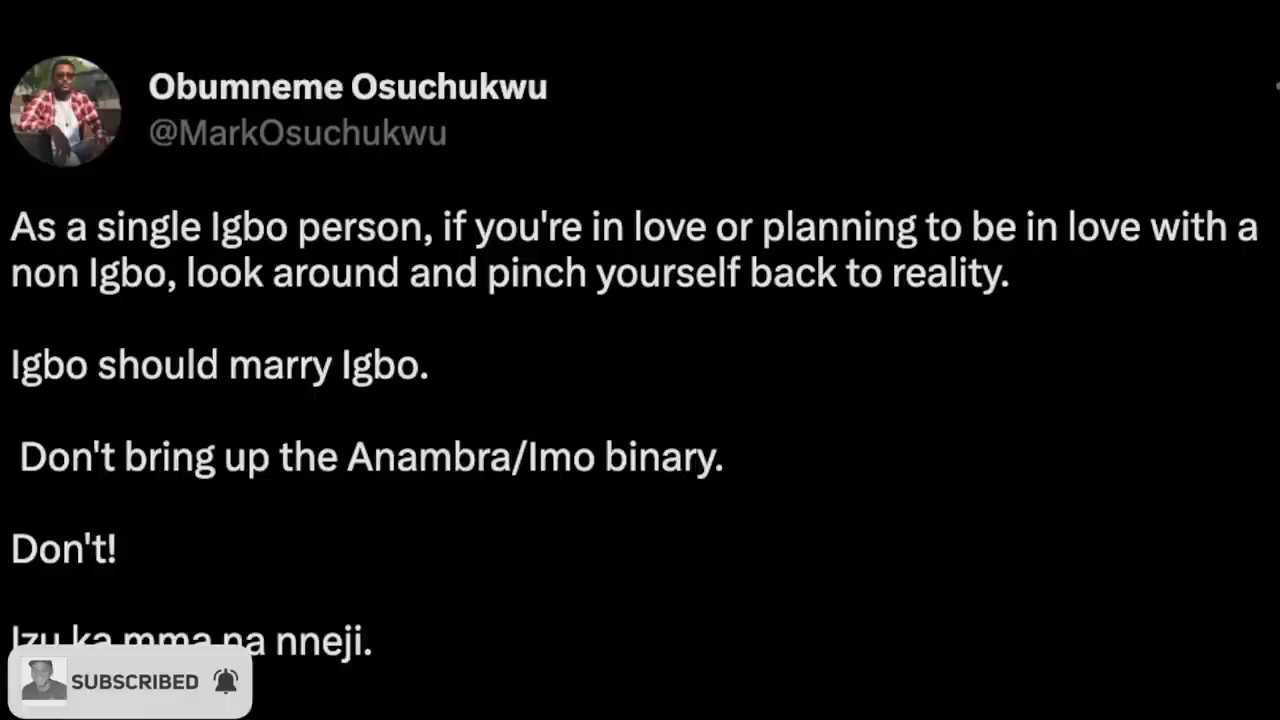 Obumneme Osuchukwu
@MarkOsuchukwu
As a single Igbo person, if you're in love or planning to be in love with a
non Igbo, look around and pinch yourself back to reality.
Igbo should marry Igbo.
Don't bring up the Anambra/Imo binary.
Don't!
Izu ka mma na nneji.
SUBSCRIBED